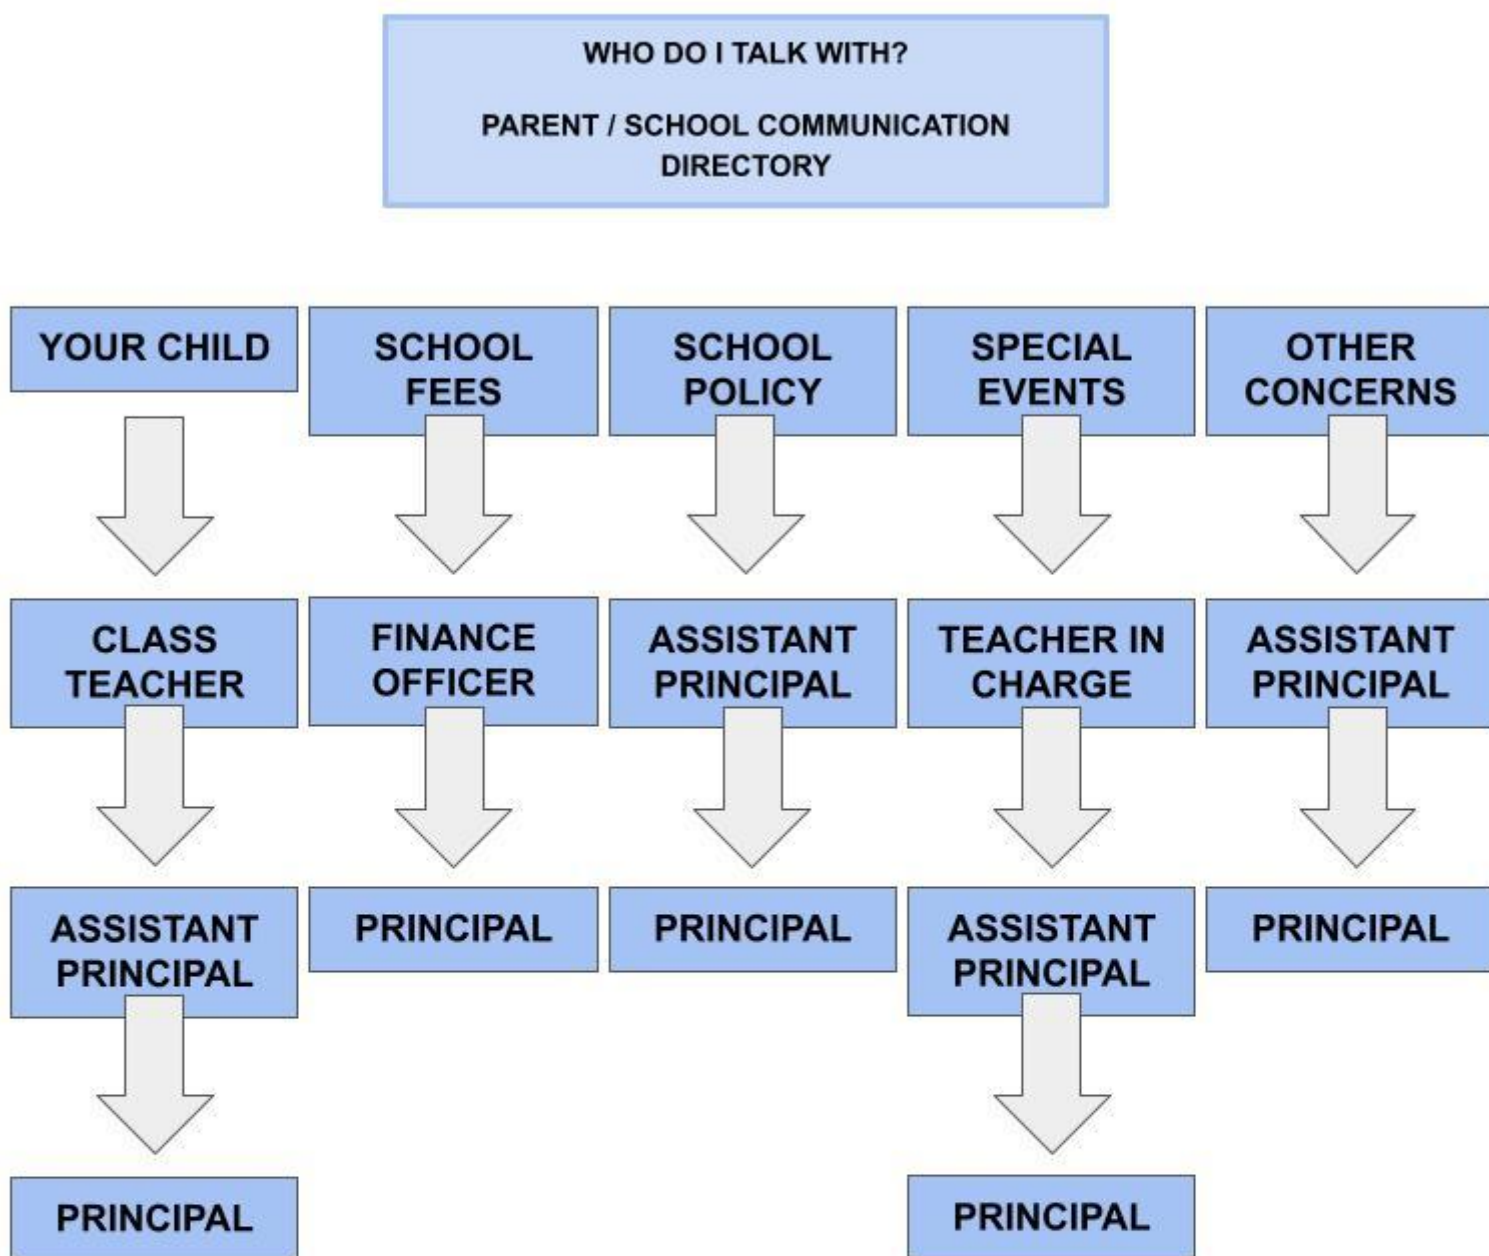 WHO DO I TALK WITH?
PARENT / SCHOOL COMMUNICATION
DIRECTORY
YOUR CHILD
SCHOOL
FEES
SCHOOL
POLICY
SPECIAL
EVENTS
OTHER
CONCERNS
CLASS
TEACHER
FINANCE
OFFICER
ASSISTANT
PRINCIPAL
TEACHER IN
CHARGE
ASSISTANT
PRINCIPAL
ASSISTANT
PRINCIPAL
PRINCIPAL
PRINCIPAL
ASSISTANT
PRINCIPAL
PRINCIPAL
PRINCIPAL
PRINCIPAL